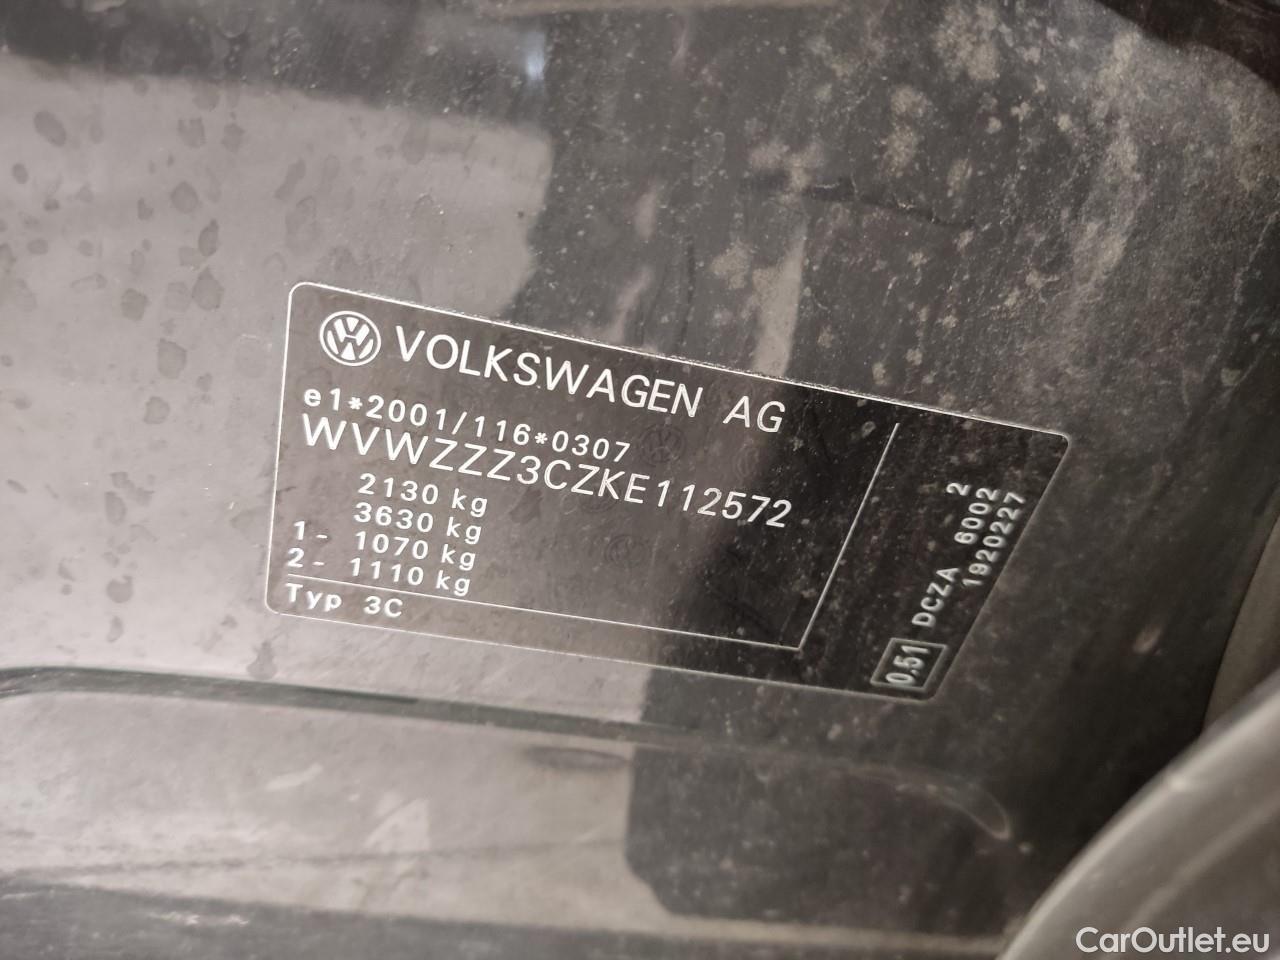 VOLKSWAGEN AG
e1*2001/116*0307
WVWZZZ3CZKE112572
2130 kg
3630 kg
1- 1070 kg
2- 1110 kg
Typ 3C
2
DCZA 6002
1920227
0.51
CarOutlet.eu